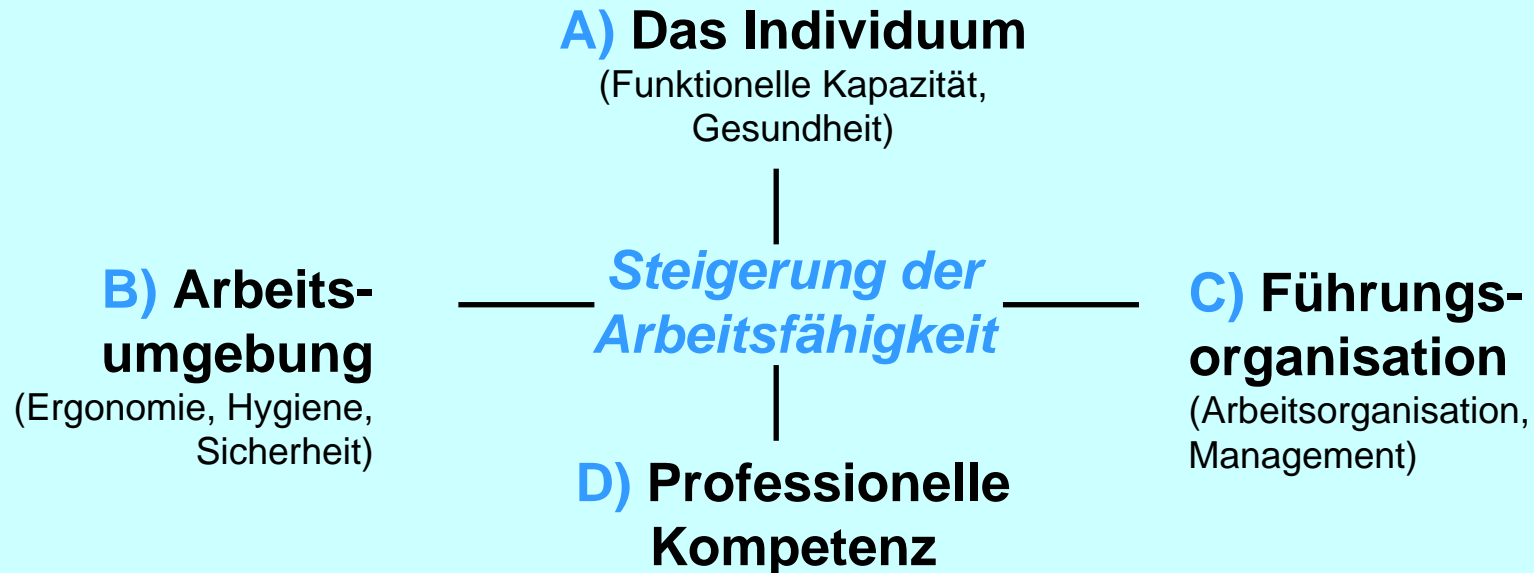 A) Das Individuum
(Funktionelle Kapazität,
Gesundheit)
Steigerung der
Arbeitsfähigkeit
B) Arbeits-
umgebung
(Ergonomie, Hygiene,
Sicherheit)
C) Führungs-
organisation
(Arbeitsorganisation,
Management)
D) Professionelle
Kompetenz